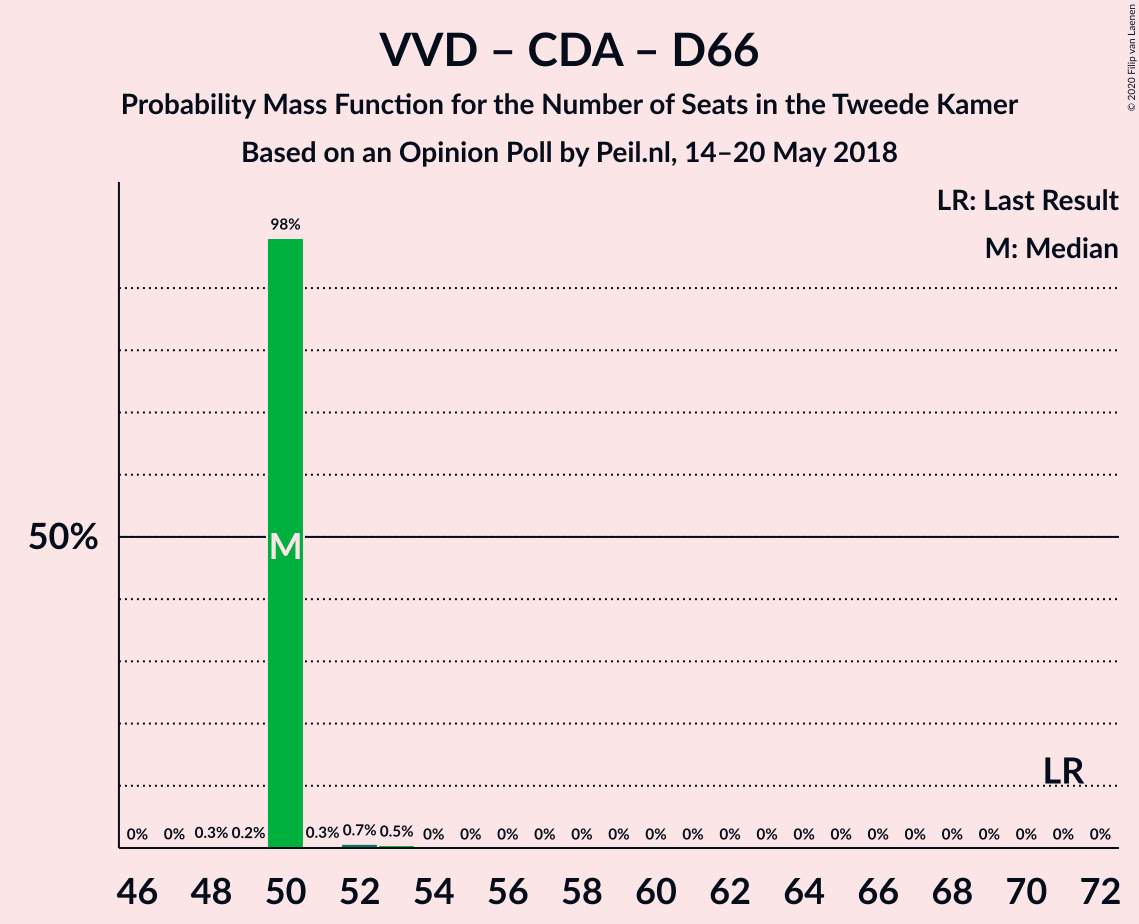 VVD – CDA – D66
Probability Mass Function for the Number of Seats in the Tweede Kamer
Based on an Opinion Poll by Peil.nl, 14–20 May 2018
© 2020 Filip van Laenen
LR: Last Result
M: Median
98%
50%
M
LR
0% 0% 0.3% 0.2% 0.3% 0.7% 0.5% 0% 0% 0% 0% 0% 0% 0% 0% 0% 0% 0% 0% 0% 0% 0% 0% 0% 0% 0%
46 48 50 52 54 56 58 60 62 64 66 68 70 72